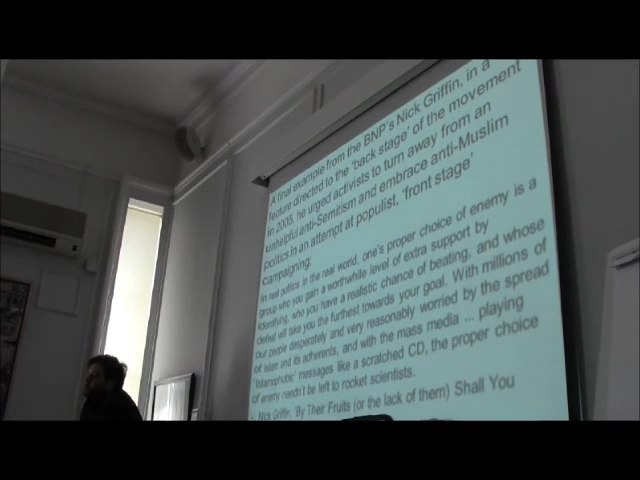 A final example from the BNP's Nick Griffin, in a
feature directed to the 'back stage' of the movement
in 2005, he urged activists to turn away from an
unhelpful anti-Semitism and embrace anti-Muslim
politics in an attempt at populist, 'front stage'
campaigning:
In real politics in the real world, one's proper choice of enemy is a
group who you gain a worthwhile level of extra support by
identifying, who you have a realistic chance of beating, and whose
defeat will take you the furthest towards your goal. With millions of
our people desperately and very reasonably worried by the spread
of Islam and its adherents, and with the mass media ... playing
'Islamophobic' messages like a scratched CD, the proper choice
of enemy needn't be left to rocket scientists.
Nick Griffin, 'By Their Fruits (or the lack of them) Shall You